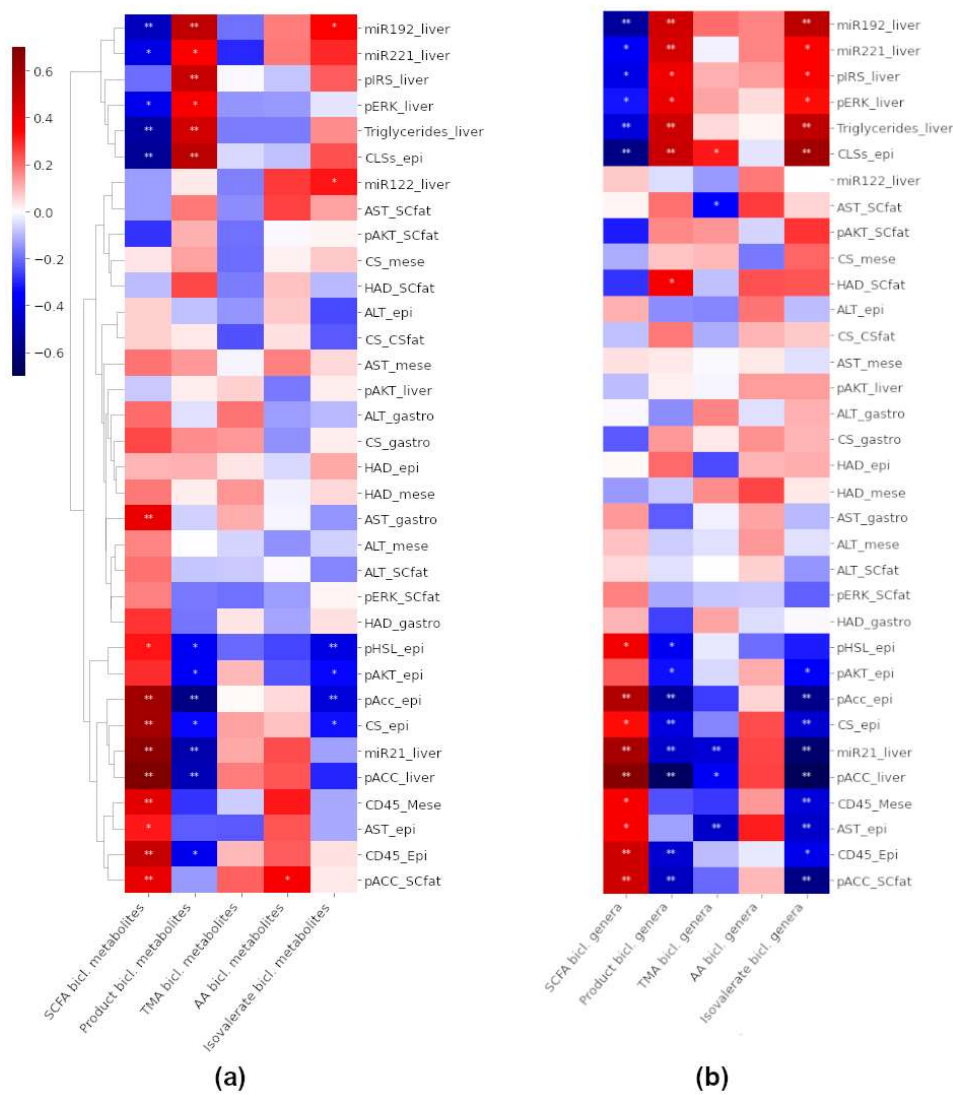 0.6
0.4
0.2
0.0
−0.2
−0.4
−0.6
miR192_liver
miR221_liver
pIRS_liver
pERK_liver
Triglycerides_liver
CLSs_epi
miR122_liver
AST_SCfat
pAKT_SCfat
CS_mese
HAD_SCfat
ALT_epi
CS_CSfat
AST_mese
pAKT_liver
ALT_gastro
CS_gastro
HAD_epi
HAD_mese
AST_gastro
ALT_mese
ALT_SCfat
pERK_SCfat
HAD_gastro
pHSL_epi
pAKT_epi
pAcc_epi
CS_epi
miR21_liver
pACC_liver
CD45_Mese
AST_epi
CD45_Epi
pACC_SCfat
SCFA bicl. metabolites
Product bicl. metabolites
TMA bicl. metabolites
AA bicl. metabolites
Isovalerate bicl. metabolites
(a)
miR192_liver
miR221_liver
pIRS_liver
pERK_liver
Triglycerides_liver
CLSs_epi
miR122_liver
AST_SCfat
pAKT_SCfat
CS_mese
HAD_SCfat
ALT_epi
CS_CSfat
AST_mese
pAKT_liver
ALT_gastro
CS_gastro
HAD_epi
HAD_mese
AST_gastro
ALT_mese
ALT_SCfat
pERK_SCfat
HAD_gastro
pHSL_epi
pAKT_epi
pAcc_epi
CS_epi
miR21_liver
pACC_liver
CD45_Mese
AST_epi
CD45_Epi
pACC_SCfat
SCFA bicl. genera
Product bicl. genera
TMA bicl. genera
AA bicl. genera
Isovalerate bicl. genera
(b)